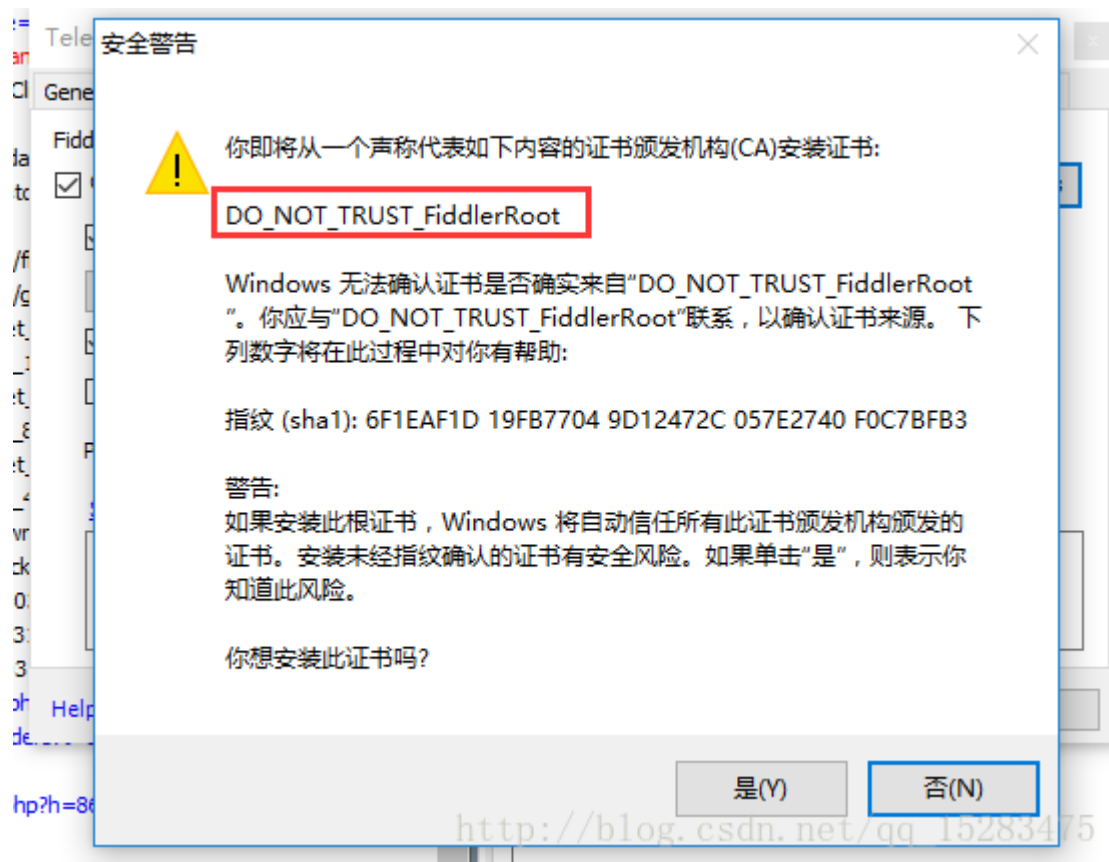 Tele
安全警告
Gene
Fidd
你即将从一个声称代表如下内容的证书颁发机构(CA)安装证书:
DO_NOT_TRUST_FiddlerRoot
Windows 无法确认证书是否确实来自“DO_NOT_TRUST_FiddlerRoot
”。你应与“DO_NOT_TRUST_FiddlerRoot”联系，以确认证书来源。 下
列数字将在此过程中对你有帮助:
指纹 (sha1): 6F1EAF1D 19FB7704 9D12472C 057E2740 F0C7BFB3
警告:
如果安装此根证书，Windows 将自动信任所有此证书颁发机构颁发的
证书。安装未经指纹确认的证书有安全风险。如果单击“是”，则表示你
知道此风险。
你想安装此证书吗?
Help
是(Y)
否(N)
hp?h=86
http://blog.csdn.net/qq_15283475